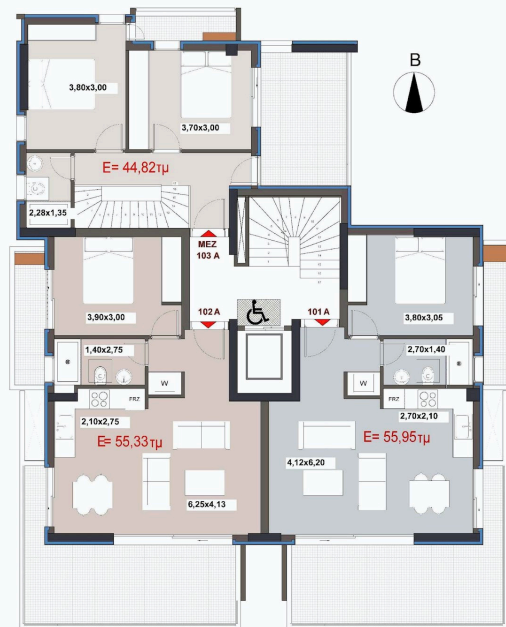 B
3,80x3,00
3,70x3,00
E= 44,82τμ
2,28x1,35
MEZ
103 A
102 A
101 A
3,90x3,00
3,80x3,05
1,40x2,75
2,70x1,40
W
W
FRZ
FRZ
2,10x2,75
2,70x2,10
E= 55,33τμ
E= 55,95τμ
4,12x6,20
6,25x4,13